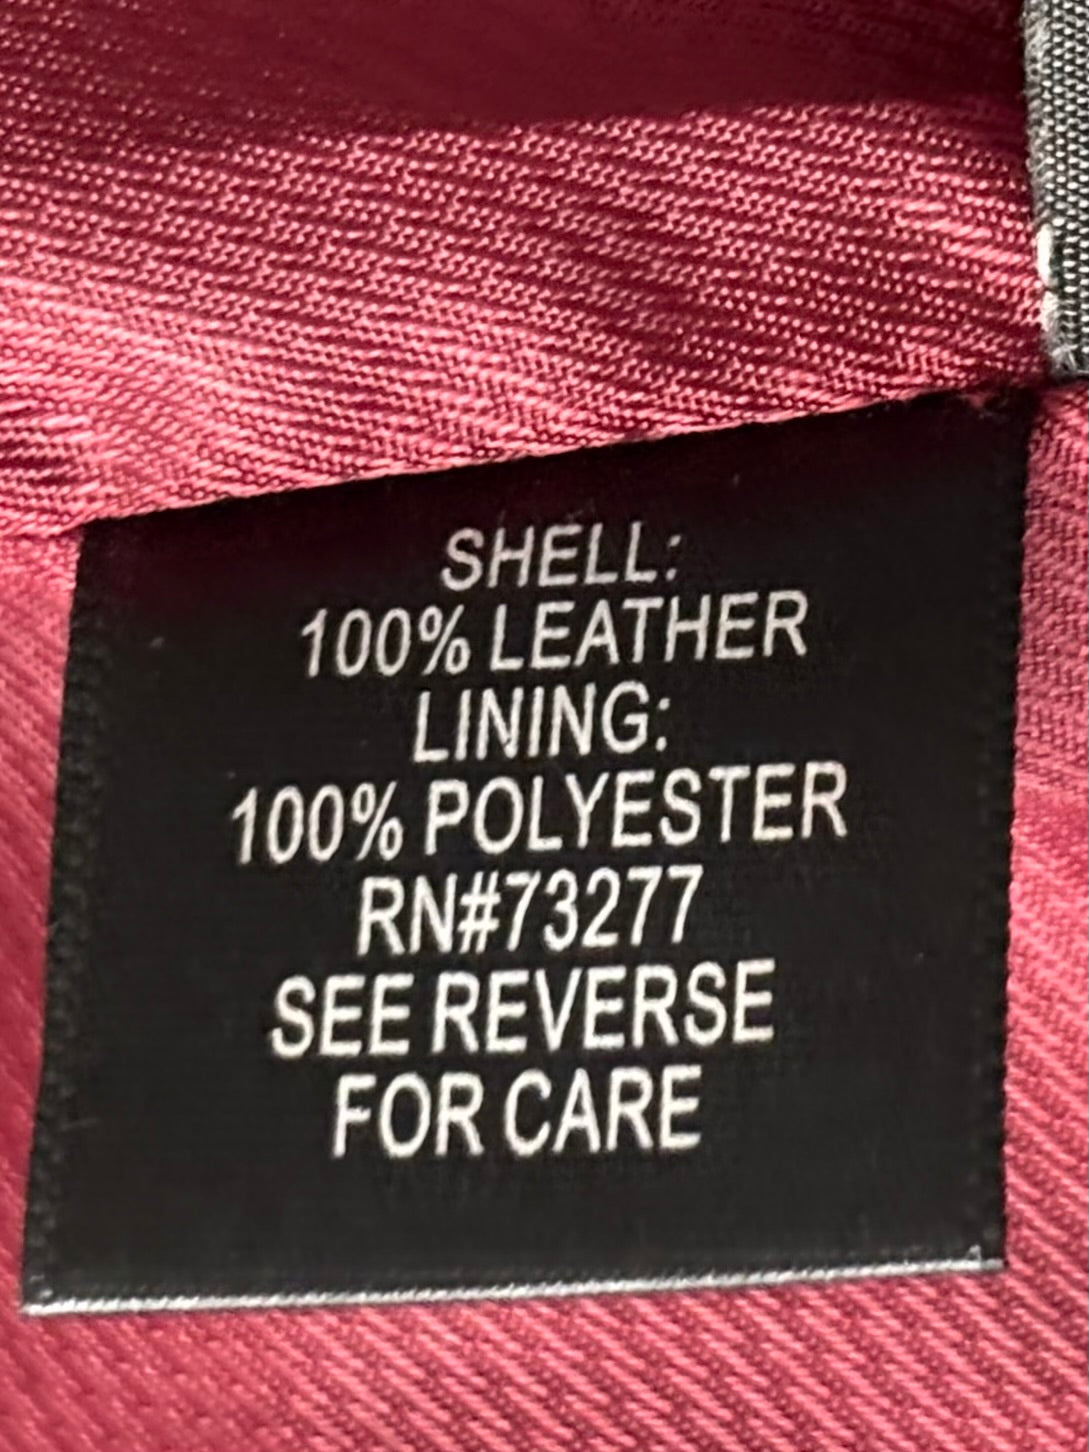 SHELL:
100% LEATHER
LINING:
100% POLYESTER
RN#73277
SEE REVERSE
FOR CARE